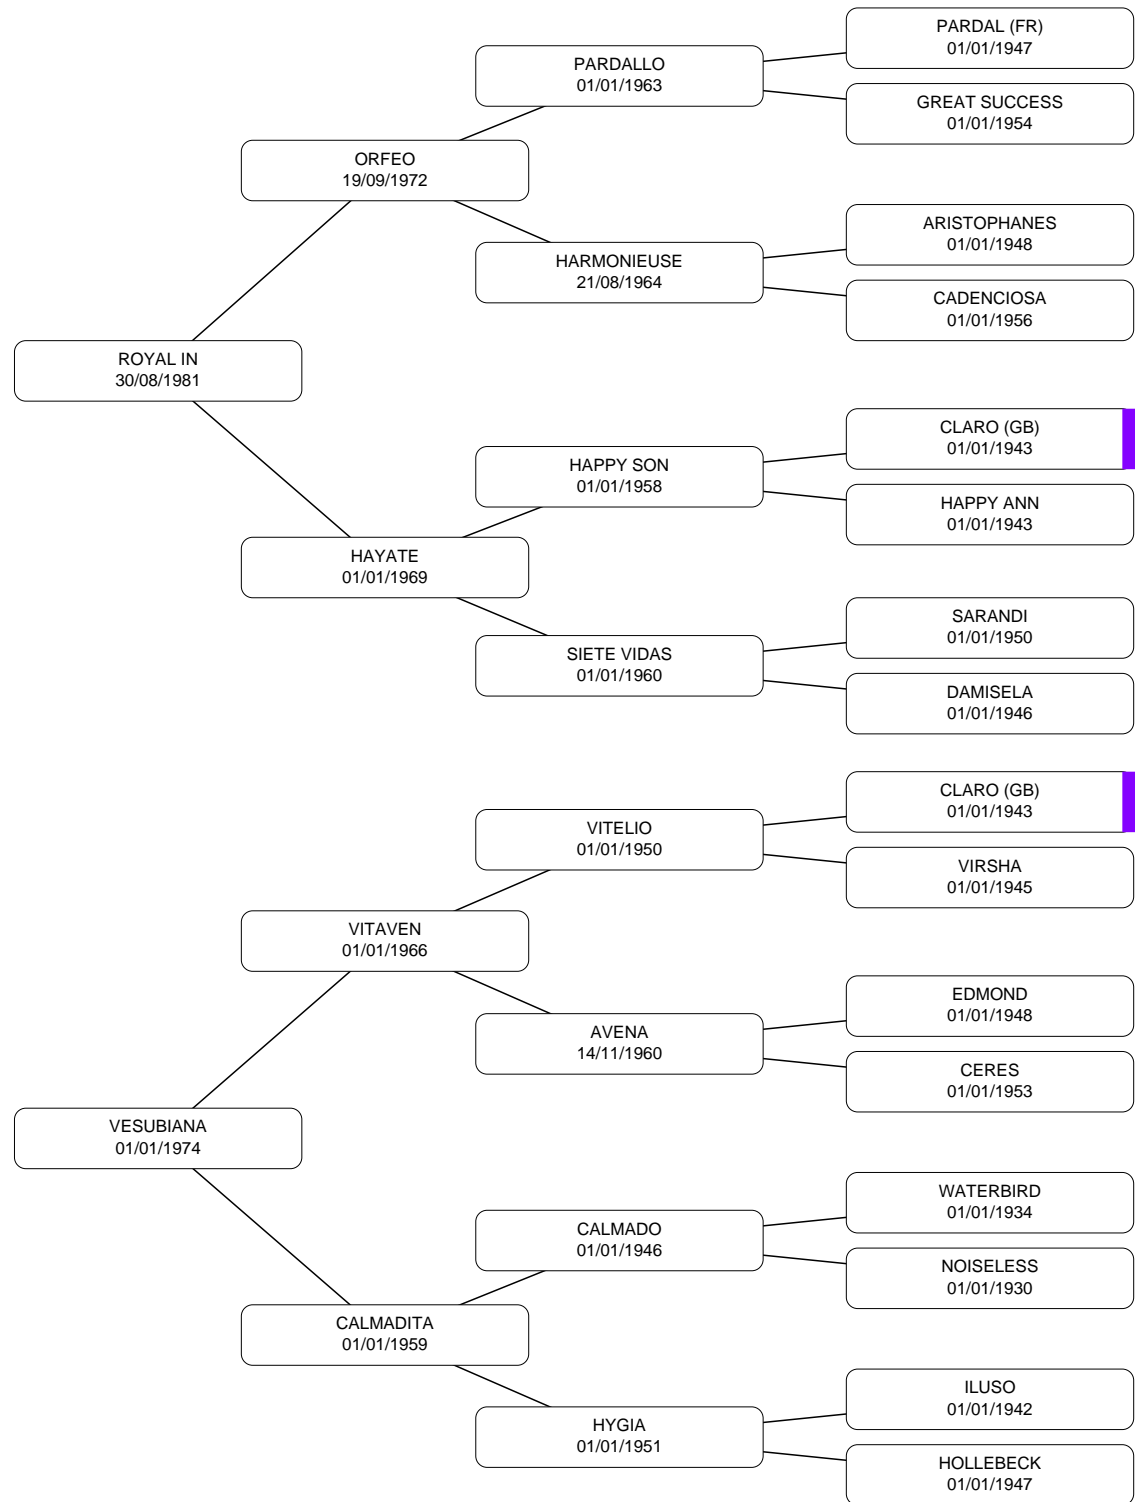 PARDAL (FR)
01/01/1947
PARDALLO
01/01/1963
GREAT SUCCESS
01/01/1954
ORFEO
19/09/1972
ARISTOPHANES
01/01/1948
HARMONIEUSE
21/08/1964
CADENCIOSA
01/01/1956
ROYAL IN
30/08/1981
CLARO (GB)
01/01/1943
HAPPY SON
01/01/1958
HAPPY ANN
01/01/1943
HAYATE
01/01/1969
SARANDI
01/01/1950
SIETE VIDAS
01/01/1960
DAMISELA
01/01/1946
CLARO (GB)
01/01/1943
VITELIO
01/01/1950
VIRSHA
01/01/1945
VITAVEN
01/01/1966
EDMOND
01/01/1948
AVENA
14/11/1960
CERES
01/01/1953
VESUBIANA
01/01/1974
WATERBIRD
01/01/1934
CALMADO
01/01/1946
NOISELESS
01/01/1930
CALMADITA
01/01/1959
ILUSO
01/01/1942
HYGIA
01/01/1951
HOLLEBECK
01/01/1947